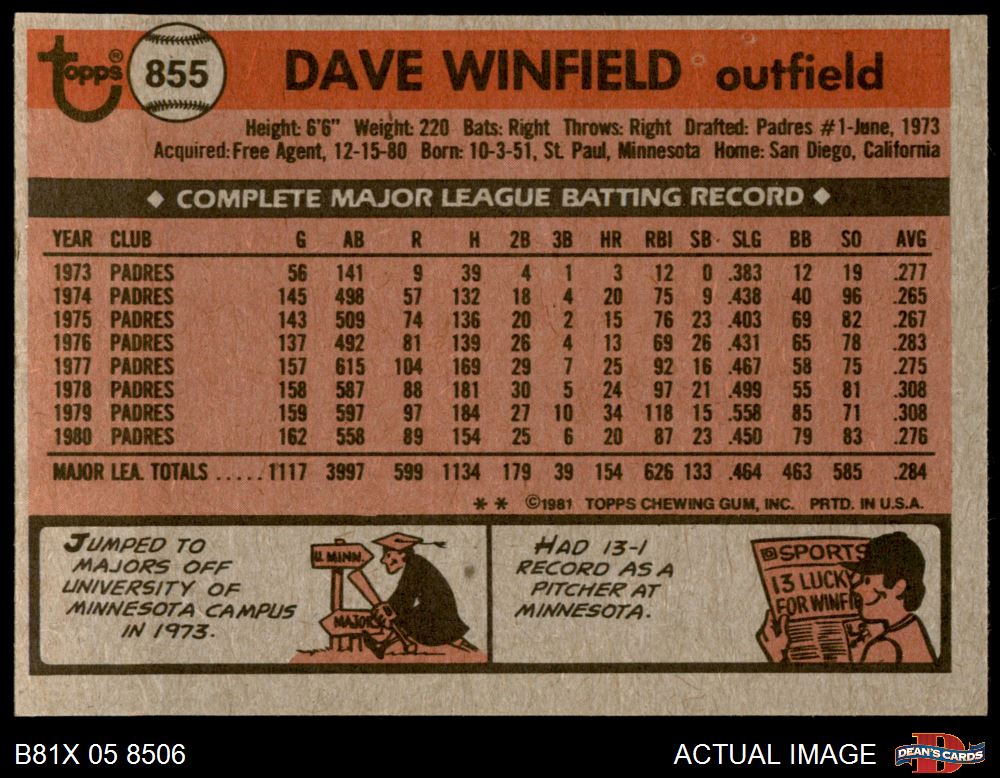 Topps® 855 DAVE WINFIELD outfield
Height: 6'6" Weight: 220 Bats: Right Throws: Right Drafted: Padres #1-June, 1973
Acquired: Free Agent, 12-15-80 Born: 10-3-51, St. Paul, Minnesota Home: San Diego, California
◆ COMPLETE MAJOR LEAGUE BATTING RECORD ◆
YEAR CLUB G AB R H 2B 3B HR RBI SB SLG BB SO AVG
1973 PADRES 56 141 9 39 4 1 3 12 0 .383 12 19 .277
1974 PADRES 145 498 57 132 18 4 20 75 9 .438 40 96 .265
1975 PADRES 143 509 74 136 20 2 15 76 23 .403 69 82 .267
1976 PADRES 137 492 81 139 26 4 13 69 26 .431 65 78 .283
1977 PADRES 157 615 104 169 29 7 25 92 16 .467 58 75 .275
1978 PADRES 158 587 88 181 30 5 24 97 21 .499 55 81 .308
1979 PADRES 159 597 97 184 27 10 34 118 15 .558 85 71 .308
1980 PADRES 162 558 89 154 25 6 20 87 23 .450 79 83 .276
MAJOR LEA. TOTALS ..... 1117 3997 599 1134 179 39 154 626 133 .464 463 585 .284
* * ©1981 TOPPS CHEWING GUM, INC. PRTD. IN U.S.A.
JUMPED TO
MAJORS OFF
UNIVERSITY OF
MINNESOTA CAMPUS
IN 1973.
U. MINN.
MAJORS
HAD 13-1
RECORD AS A
PITCHER AT
MINNESOTA.
SPORTS
13 LUCKY
FOR WINFI
B81X 05 8506
ACTUAL IMAGE
DEAN'S CARDS